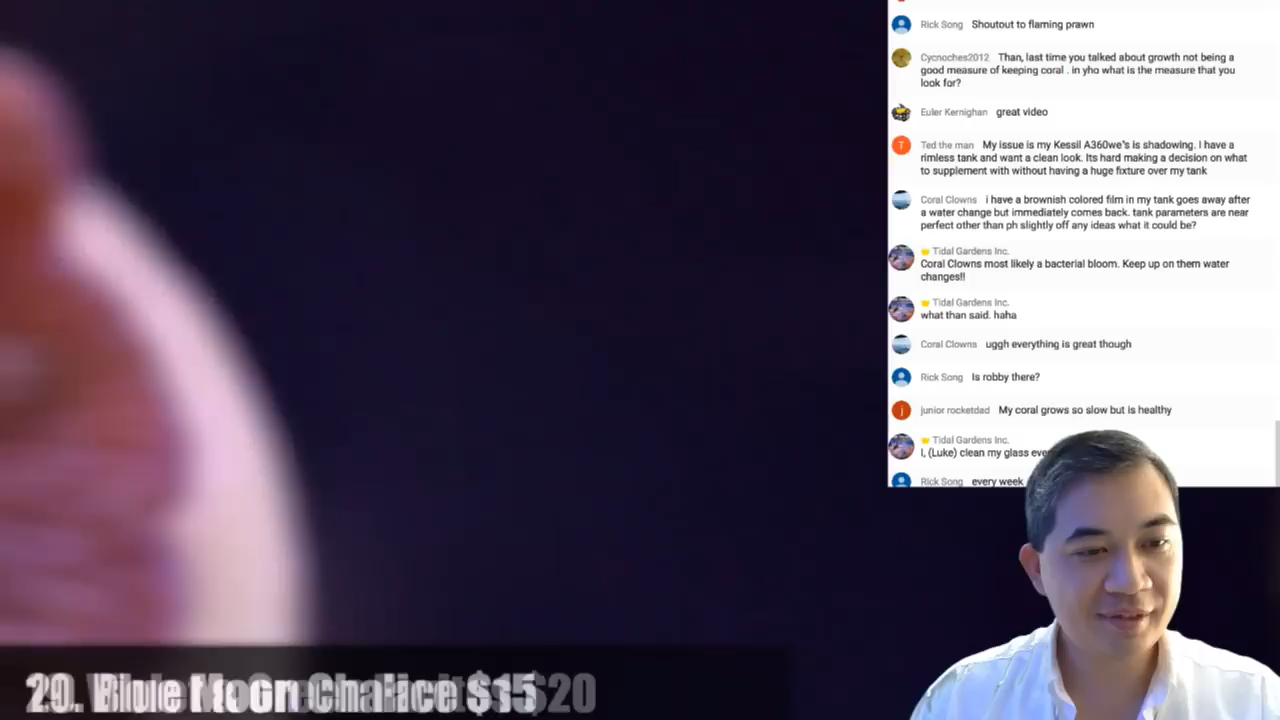 Rick Song Shoutout to flaming prawn
Cycnoches2012 Than, last time you talked about growth not being a
good measure of keeping coral . in yho what is the measure that you
look for?
Euler Kernighan great video
Ted the man My issue is my Kessil A360we's is shadowing. I have a
rimless tank and want a clean look. Its hard making a decision on what
to supplement with without having a huge fixture over my tank
Coral Clowns i have a brownish colored film in my tank goes away after
a water change but immediately comes back. tank parameters are near
perfect other than ph slightly off any ideas what it could be?
Tidal Gardens Inc.
Coral Clowns most likely a bacterial bloom. Keep up on them water
changes!!
Tidal Gardens Inc.
what than said. haha
Coral Clowns uggh everything is great though
Rick Song Is robby there?
junior rocketdad My coral grows so slow but is healthy
Tidal Gardens Inc.
I, (Luke) clean my glass
Rick Song every week
Blue Moon Chalice $15 $20